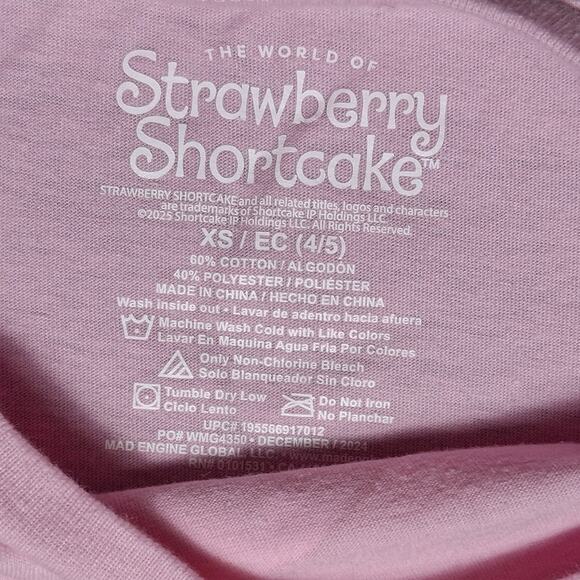 THE WORLD OF
Strawberry
Shortcake™
STRAWBERRY SHORTCAKE and all related titles, logos and characters
are trademarks of Shortcake IP Holdings LLC.
©2025 Shortcake IP Holdings LLC. All Rights Reserved.
XS / EC (4/5)
60% COTTON / ALGODÓN
40% POLYESTER / POLIÉSTER
MADE IN CHINA / HECHO EN CHINA
Wash inside out • Lavar de adentro hacia afuera
Machine Wash Cold with Like Colors
Lavar En Maquina Agua Fria Por Colores
Only Non-Chlorine Bleach
Solo Blanqueador Sin Cloro
Tumble Dry Low
Ciclo Lento
Do Not Iron
No Planchar
UPC# 195566917012
PO# WMG4350 • DECEMBER / 2024
MAD ENGINE GLOBAL, LLC •
RN# 0101531 •